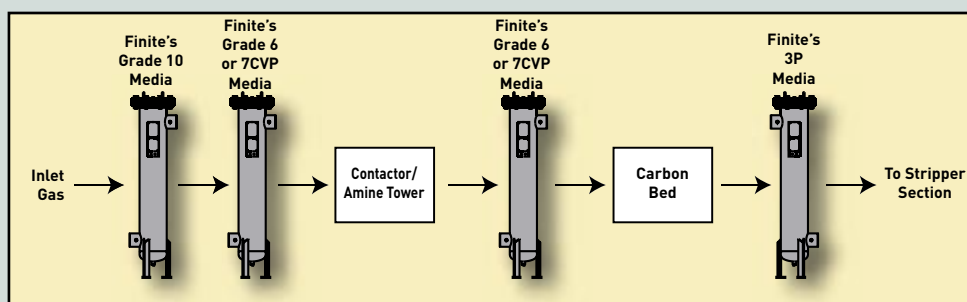 Inlet
Gas
Finite's
Grade 10
Media
Finite's
Grade 6
or 7CVP
Media
Contactor/
Amine Tower
Finite's
Grade 6
or 7CVP
Media
Carbon
Bed
Finite's
3P
Media
To Stripper
Section